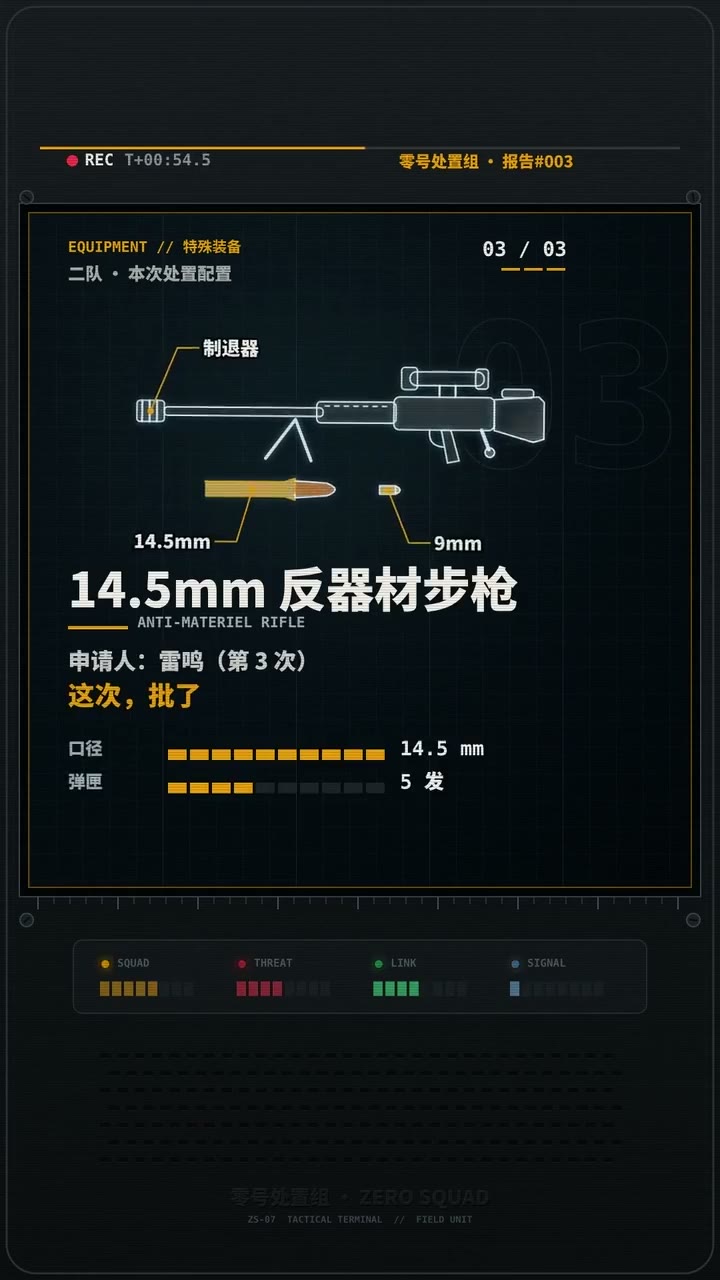 REC T+00:54.5
零号处置组 · 报告#003
EQUIPMENT // 特殊装备
03 / 03
二队 · 本次处置配置
03
制退器
14.5mm
9mm
14.5mm 反器材步枪
ANTI-MATERIEL RIFLE
申请人：雷鸣（第 3 次）
这次，批了
口径 14.5 mm
弹匣 5 发
SQUAD THREAT LINK SIGNAL
零号处置组 · ZERO SQUAD
ZS-07 TACTICAL TERMINAL // FIELD UNIT